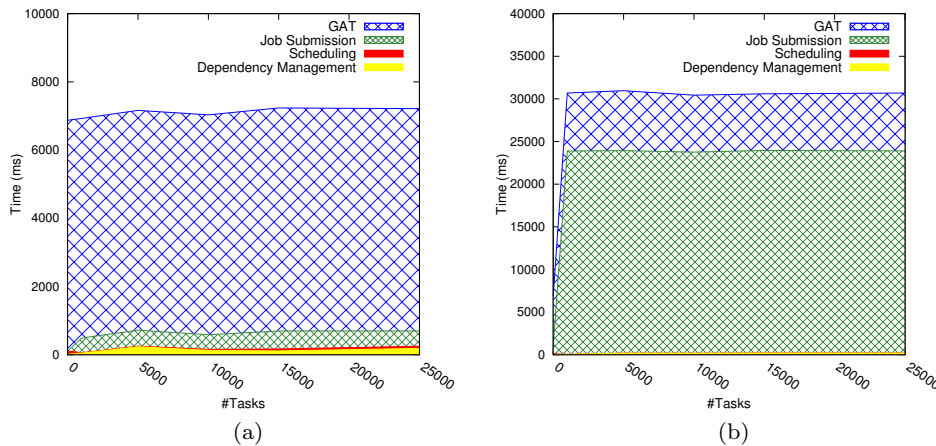 10000
8000
6000
4000
2000
0
Time (ms)
GAT
Job Submission
Scheduling
Dependency Management
0
5000
10000
15000
20000
25000
#Tasks
(a)
40000
35000
30000
25000
20000
15000
10000
5000
0
Time (ms)
GAT
Job Submission
Scheduling
Dependency Management
0
5000
10000
15000
20000
25000
#Tasks
(b)